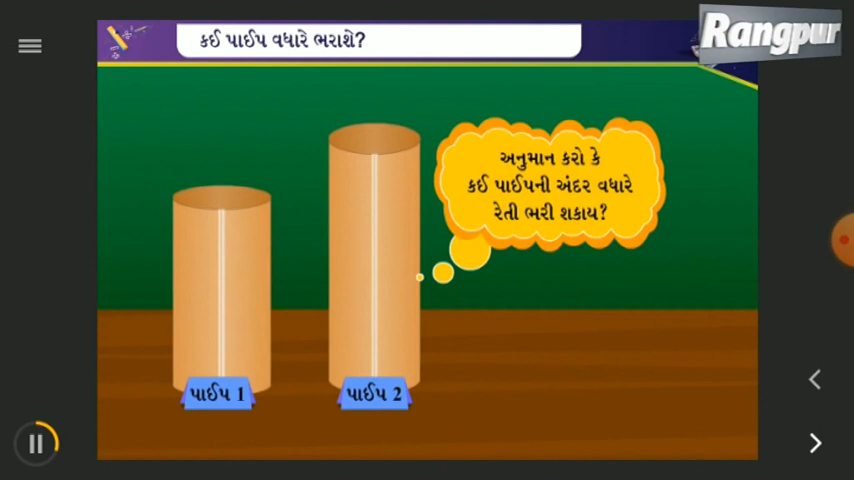 કઈ પાઈપ વધારે ભરાશે?
Rangpur
અનુમાન કરો કે
કઈ પાઈપની અંદર વધારે
રેતી ભરી શકાય?
પાઈપ 1
પાઈપ 2